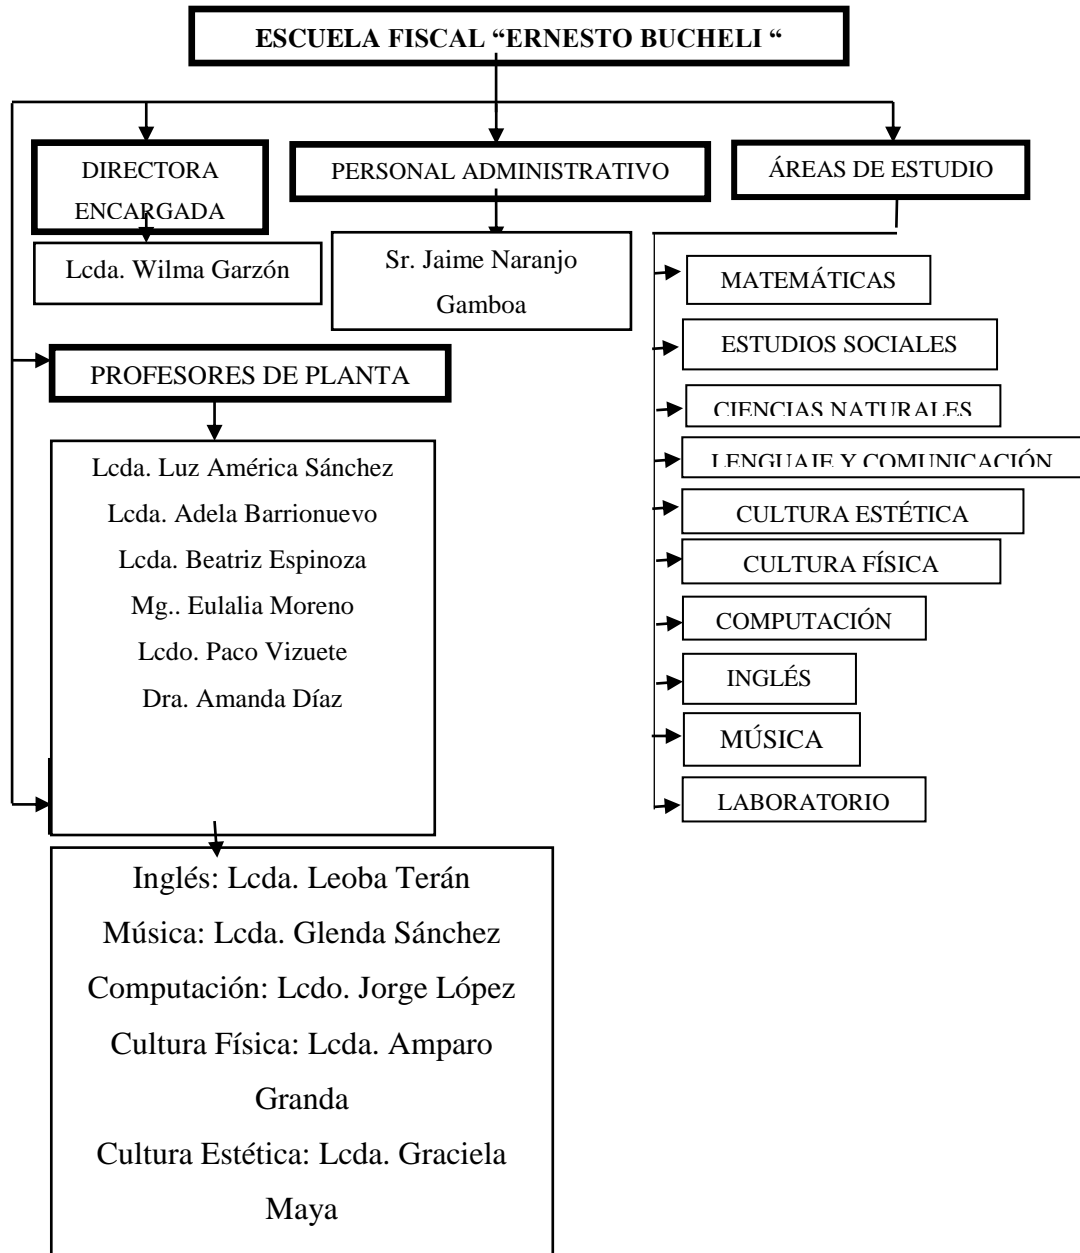 ESCUELA FISCAL “ERNESTO BUCHELI “
DIRECTORA
ENCARGADA
PERSONAL ADMINISTRATIVO
ÁREAS DE ESTUDIO
Lcda. Wilma Garzón
Sr. Jaime Naranjo
Gamboa
PROFESORES DE PLANTA
Lcda. Luz América Sánchez
Lcda. Adela Barrionuevo
Lcda. Beatriz Espinoza
Mg.. Eulalia Moreno
Lcdo. Paco Vizuete
Dra. Amanda Díaz
MATEMÁTICAS
ESTUDIOS SOCIALES
CIENCIAS NATURALES
LENGUAJE Y COMUNICACIÓN
CULTURA ESTÉTICA
CULTURA FÍSICA
COMPUTACIÓN
INGLÉS
MÚSICA
LABORATORIO
Inglés: Lcda. Leoba Terán
Música: Lcda. Glenda Sánchez
Computación: Lcdo. Jorge López
Cultura Física: Lcda. Amparo
Granda
Cultura Estética: Lcda. Graciela
Maya